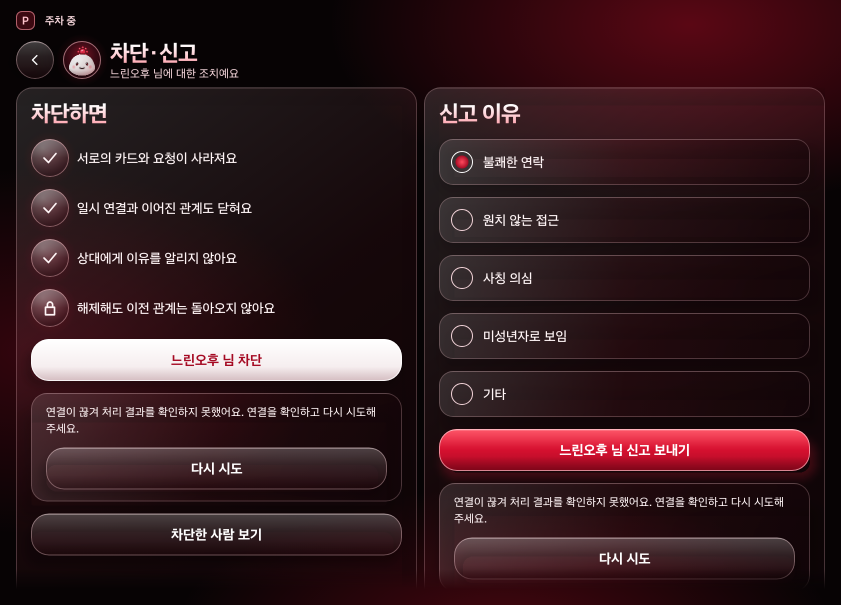 P 주차 중
차단·신고
느린오후 님에 대한 조치예요
차단하면
서로의 카드와 요청이 사라져요
일시 연결과 이어진 관계도 닫혀요
상대에게 이유를 알리지 않아요
해제해도 이전 관계는 돌아오지 않아요
느린오후 님 차단
연결이 끊겨 처리 결과를 확인하지 못했어요. 연결을 확인하고 다시 시도해
주세요.
다시 시도
차단한 사람 보기
신고 이유
불쾌한 연락
원치 않는 접근
사칭 의심
미성년자로 보임
기타
느린오후 님 신고 보내기
연결이 끊겨 처리 결과를 확인하지 못했어요. 연결을 확인하고 다시 시도해
주세요.
다시 시도